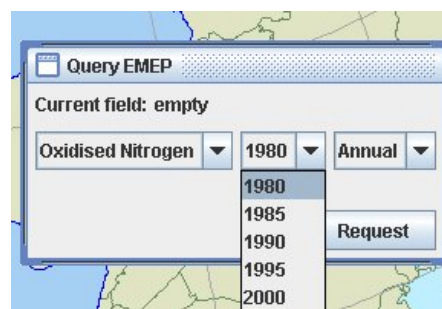 Query EMEP
Current field: empty
Oxidised Nitrogen 1980 Annual
1980
1985
1990
Request
1995
2000